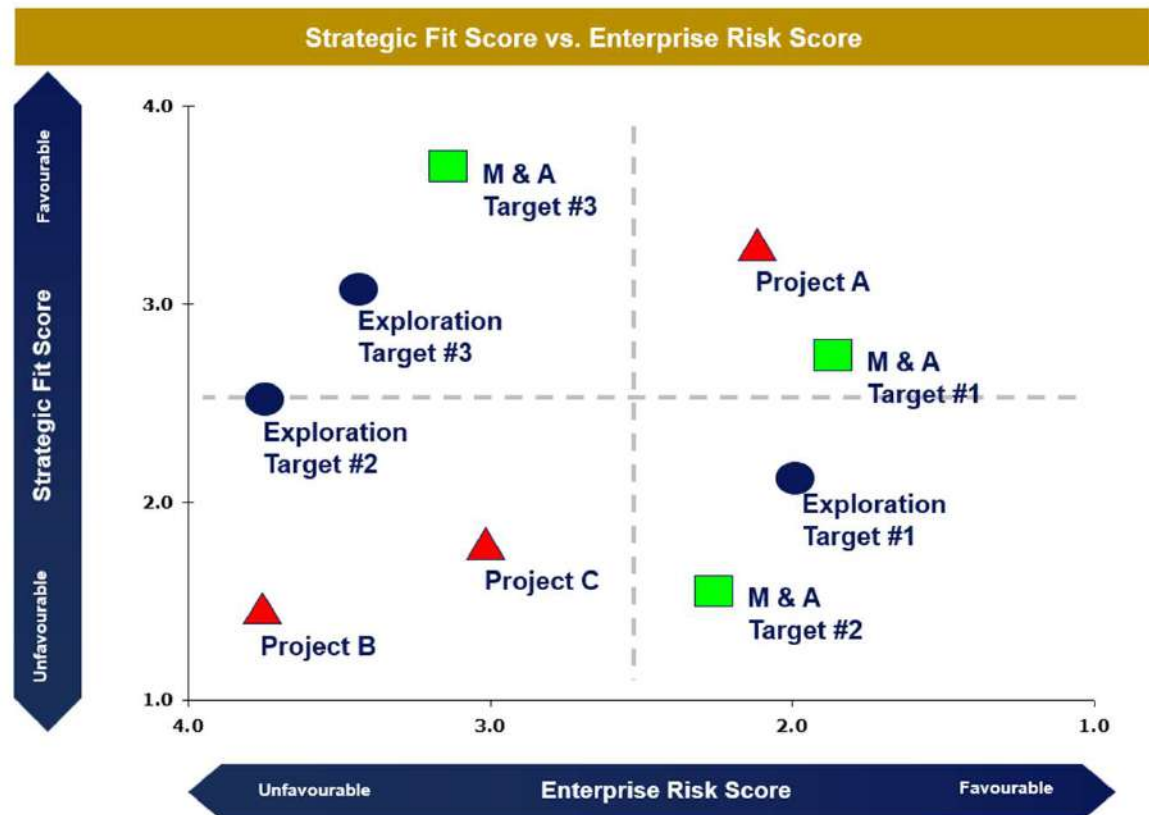 Strategic Fit Score vs. Enterprise Risk Score
Favourable
Strategic Fit Score
Unfavourable
4.0
3.0
2.0
1.0
M & A
Target #3
Project A
Exploration
Target #3
M & A
Target #1
Exploration
Target #2
Exploration
Target #1
Project C
M & A
Target #2
Project B
4.0
3.0
2.0
1.0
Unfavourable
Enterprise Risk Score
Favourable